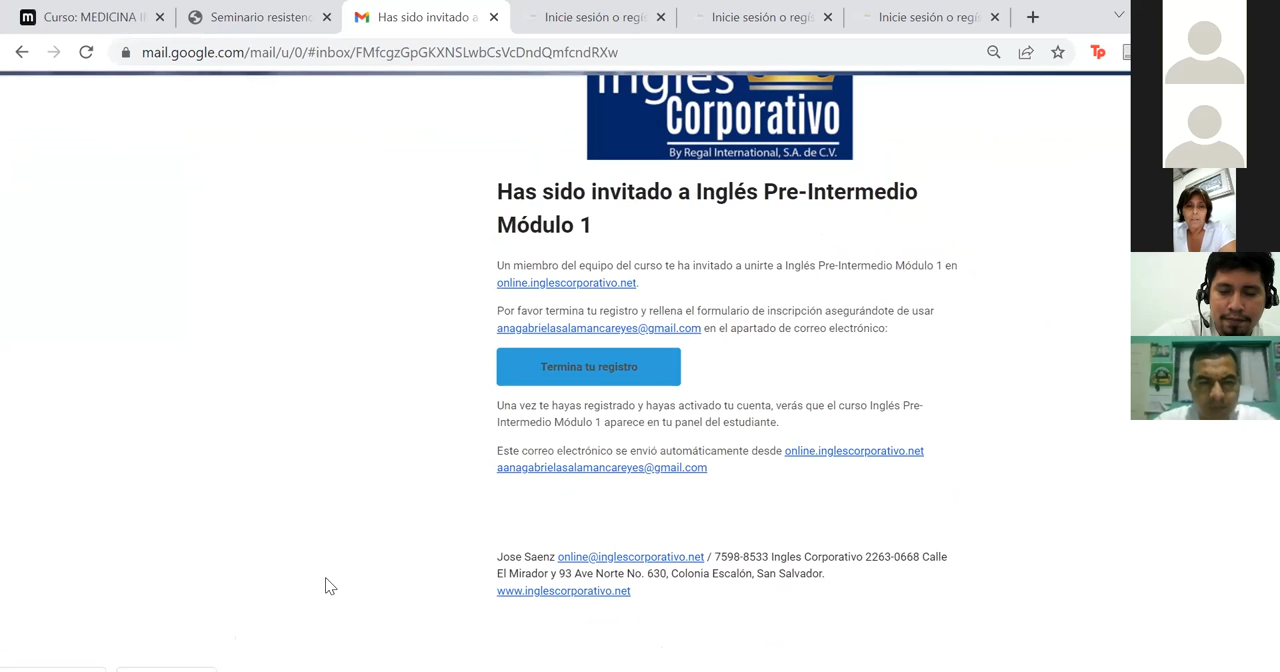 Curso: MEDICINA II
Seminario resistenc
Has sido invitado a
Inicie sesión o regís
Inicie sesión o regís
Inicie sesión o regís
mail.google.com/mail/u/0/#inbox/FMfcgzGpGKXNSLwbCsVcDndQmfcndRXw
Inglés
Corporativo
By Regal International, S.A. de C.V.
Has sido invitado a Inglés Pre-Intermedio
Módulo 1
Un miembro del equipo del curso te ha invitado a unirte a Inglés Pre-Intermedio Módulo 1 en
online.inglescorporativo.net.
Por favor termina tu registro y rellena el formulario de inscripción asegurándote de usar
anagabrielasalamancareyes@gmail.com en el apartado de correo electrónico:
Termina tu registro
Una vez te hayas registrado y hayas activado tu cuenta, verás que el curso Inglés Pre-
Intermedio Módulo 1 aparece en tu panel del estudiante.
Este correo electrónico se envió automáticamente desde online.inglescorporativo.net
aanagabrielasalamancareyes@gmail.com
Jose Saenz online@inglescorporativo.net / 7598-8533 Ingles Corporativo 2263-0668 Calle
El Mirador y 93 Ave Norte No. 630, Colonia Escalón, San Salvador.
www.inglescorporativo.net